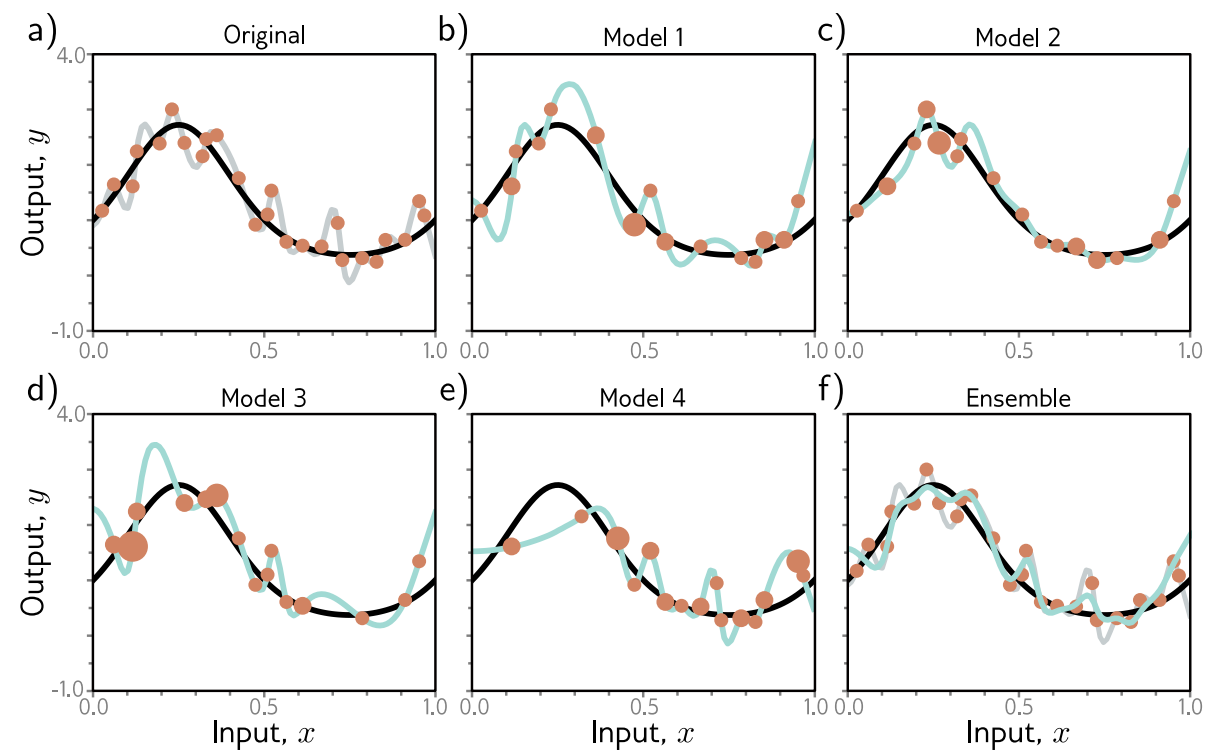 a) Original
b) Model 1
c) Model 2
4.0
Output, y
-1.0
0.0 0.5 1.0
0.0 0.5 1.0
0.0 0.5 1.0
d) Model 3
e) Model 4
f) Ensemble
4.0
Output, y
-1.0
0.0 0.5 1.0
0.0 0.5 1.0
0.0 0.5 1.0
Input, x
Input, x
Input, x